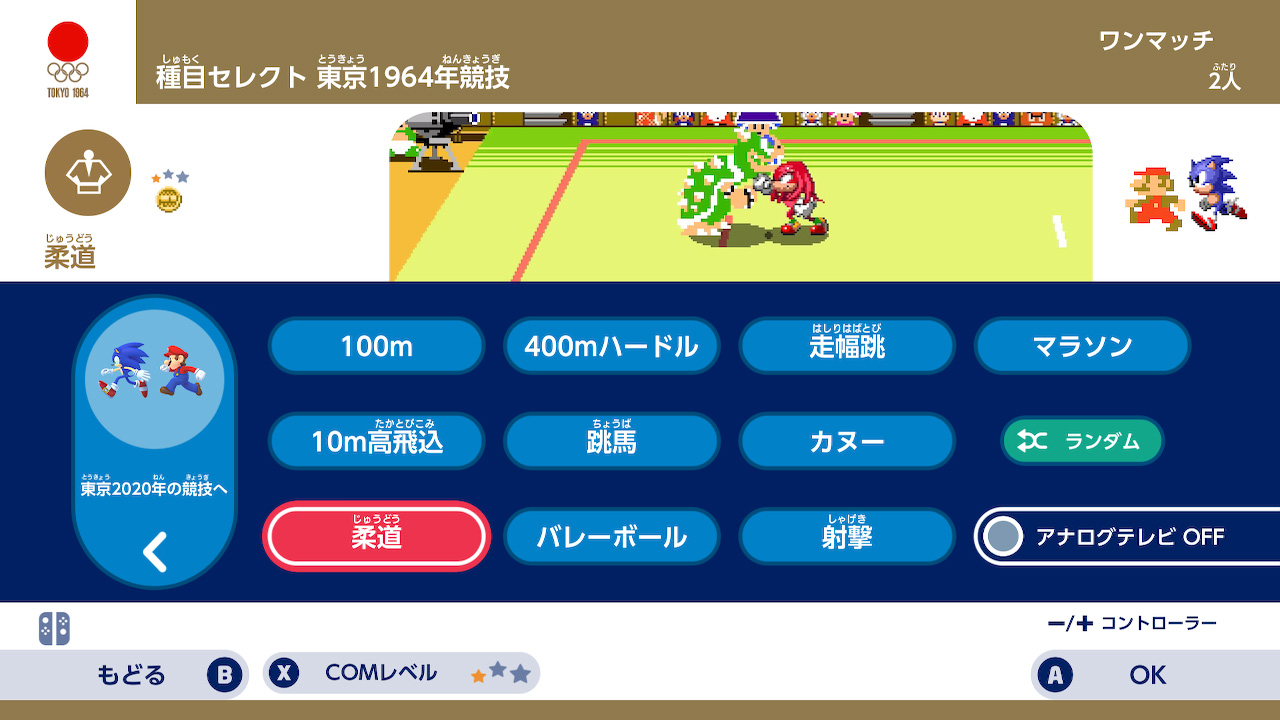 TOKYO 1964
しゅもく とうきょう ねんきょうぎ
種目セレクト 東京1964年競技
ワンマッチ
ふたり
2人
じゅうどう
柔道
100m
400mハードル
はしりはばとび
走幅跳
マラソン
たかとびこみ
10m高飛込
ちょうば
跳馬
カヌー
ランダム
とうきょう ねん きょうぎ
東京2020年の競技へ
じゅうどう
柔道
バレーボール
しゃげき
射撃
アナログテレビ OFF
−/+ コントローラー
もどる B
X COMレベル
A OK